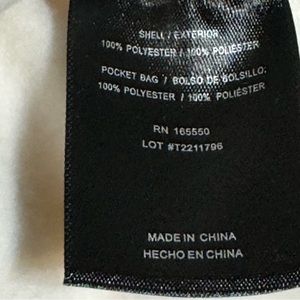 SHELL / EXTERIOR
100% POLYESTER / 100% POLIÉSTER
POCKET BAG / BOLSO DE BOLSILLO:
100% POLYESTER / 100% POLIÉSTER
RN 165550
LOT #T2211796
MADE IN CHINA
HECHO EN CHINA